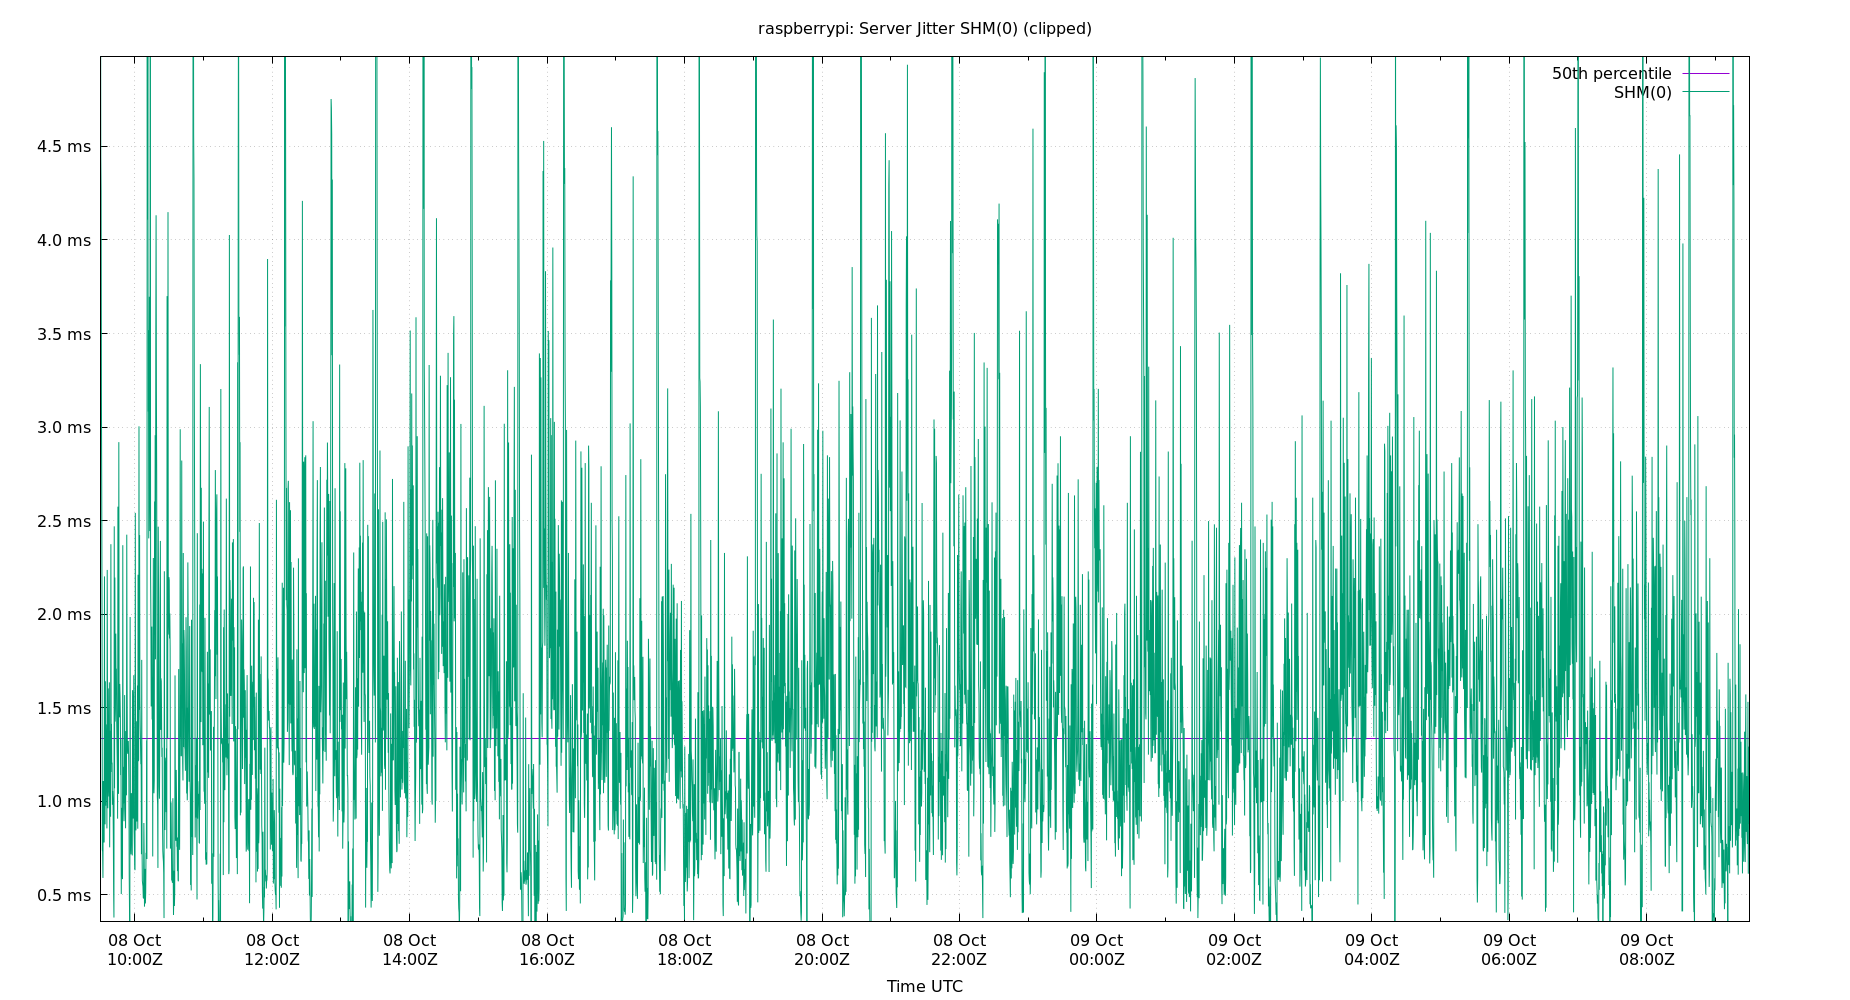 raspberrypi: Server Jitter SHM(0) (clipped)
50th percentile
SHM(0)
4.5 ms
4.0 ms
3.5 ms
3.0 ms
2.5 ms
2.0 ms
1.5 ms
1.0 ms
0.5 ms
08 Oct 08 Oct 08 Oct 08 Oct 08 Oct 08 Oct 08 Oct 09 Oct 09 Oct 09 Oct 09 Oct 09 Oct
10:00Z 12:00Z 14:00Z 16:00Z 18:00Z 20:00Z 22:00Z 00:00Z 02:00Z 04:00Z 06:00Z 08:00Z
Time UTC